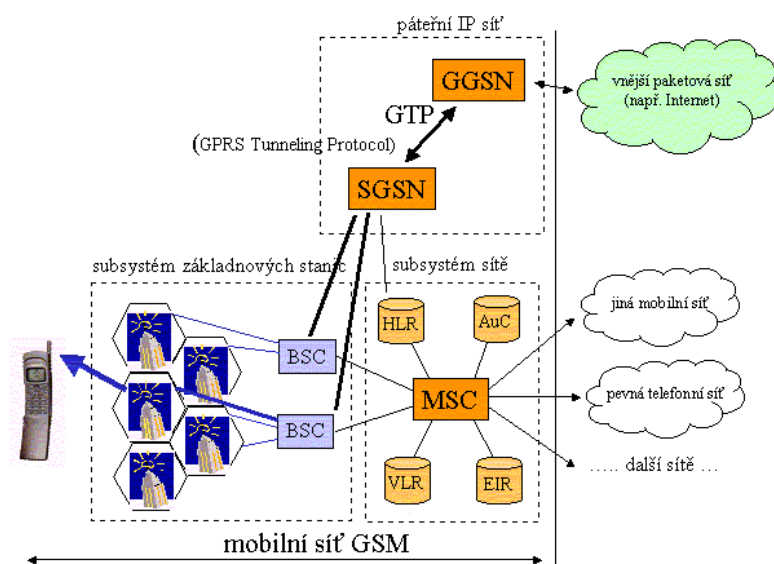 páteřní IP síť
GGSN
vnější paketová síť
(např. Internet)
GTP
(GPRS Tunneling Protocol)
SGSN
subsystém základnových stanic
subsystém sítě
HLR
AuC
jiná mobilní síť
BSC
MSC
pevná telefonní síť
BSC
VLR
EIR
..... další sítě ...
mobilní síť GSM